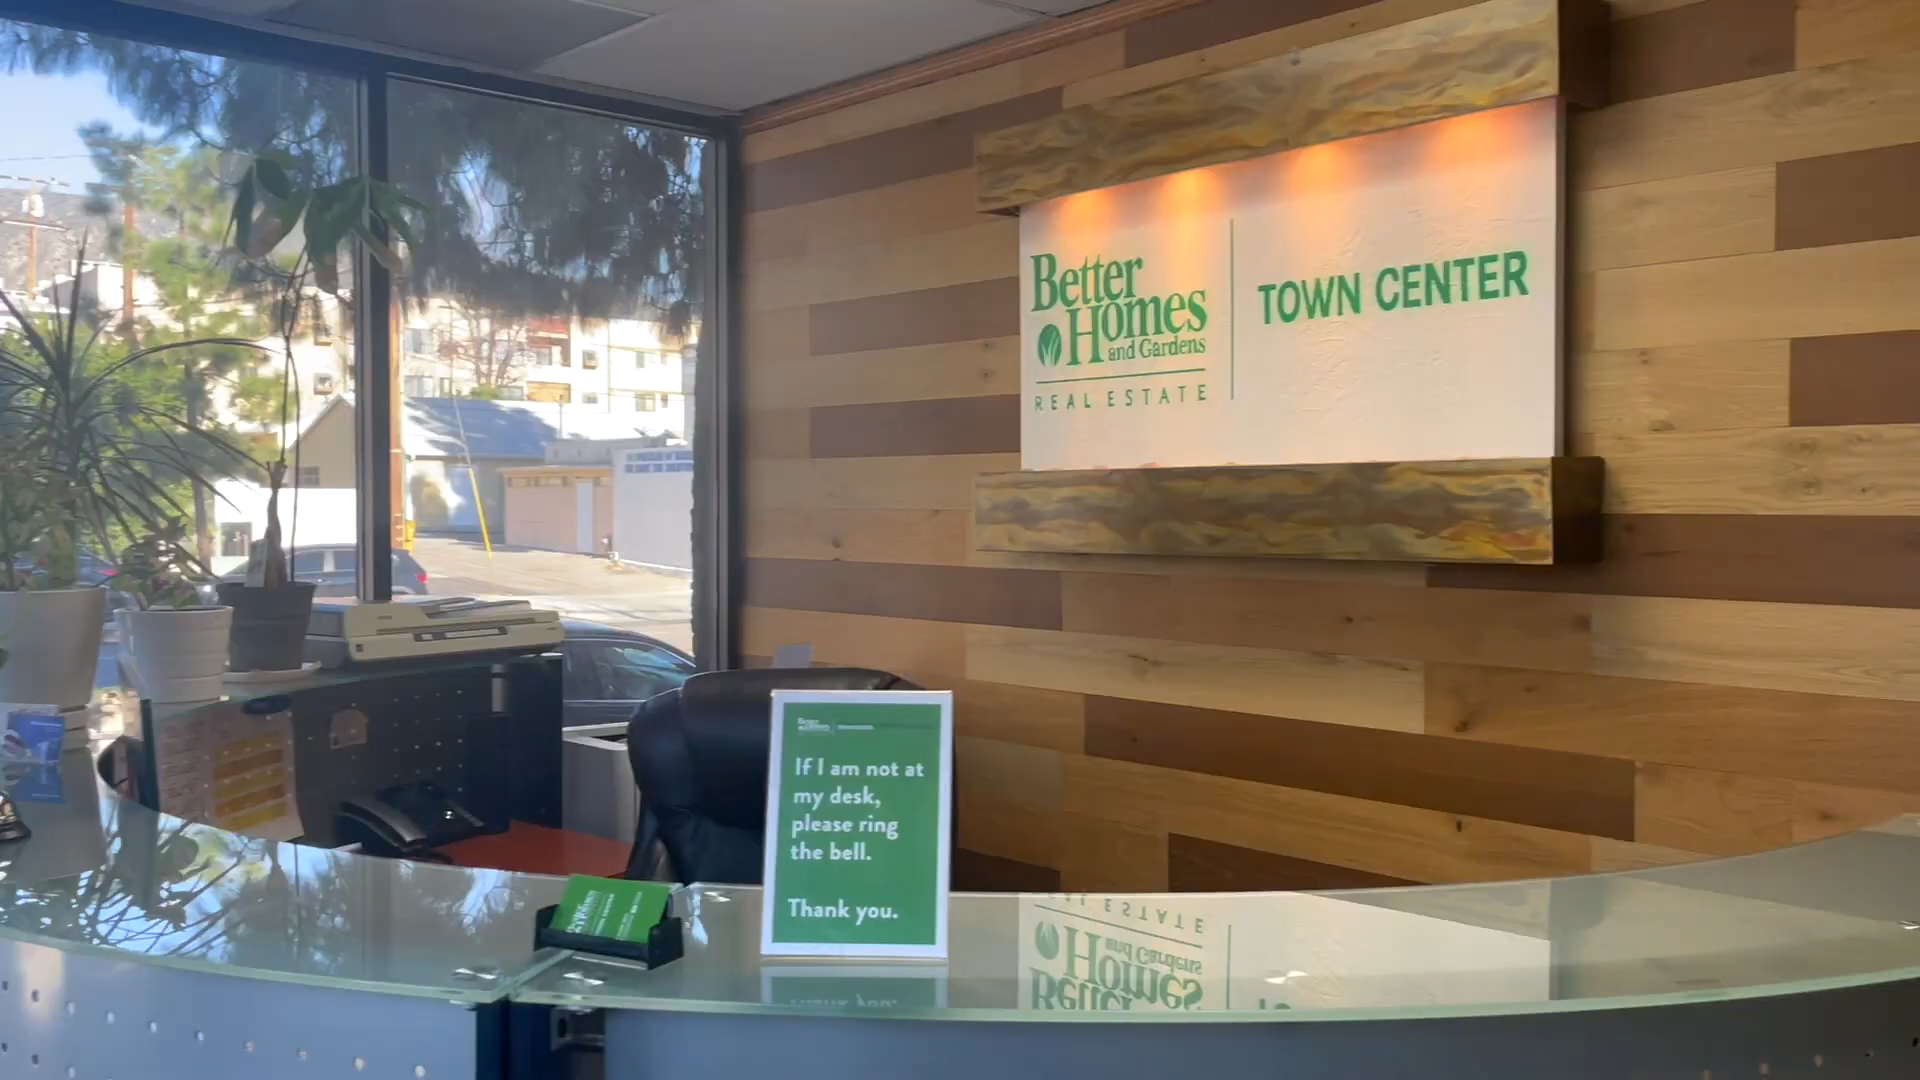 Better
Homes
and Gardens
REAL ESTATE
TOWN CENTER
If I am not at
my desk,
please ring
the bell.
Thank you.